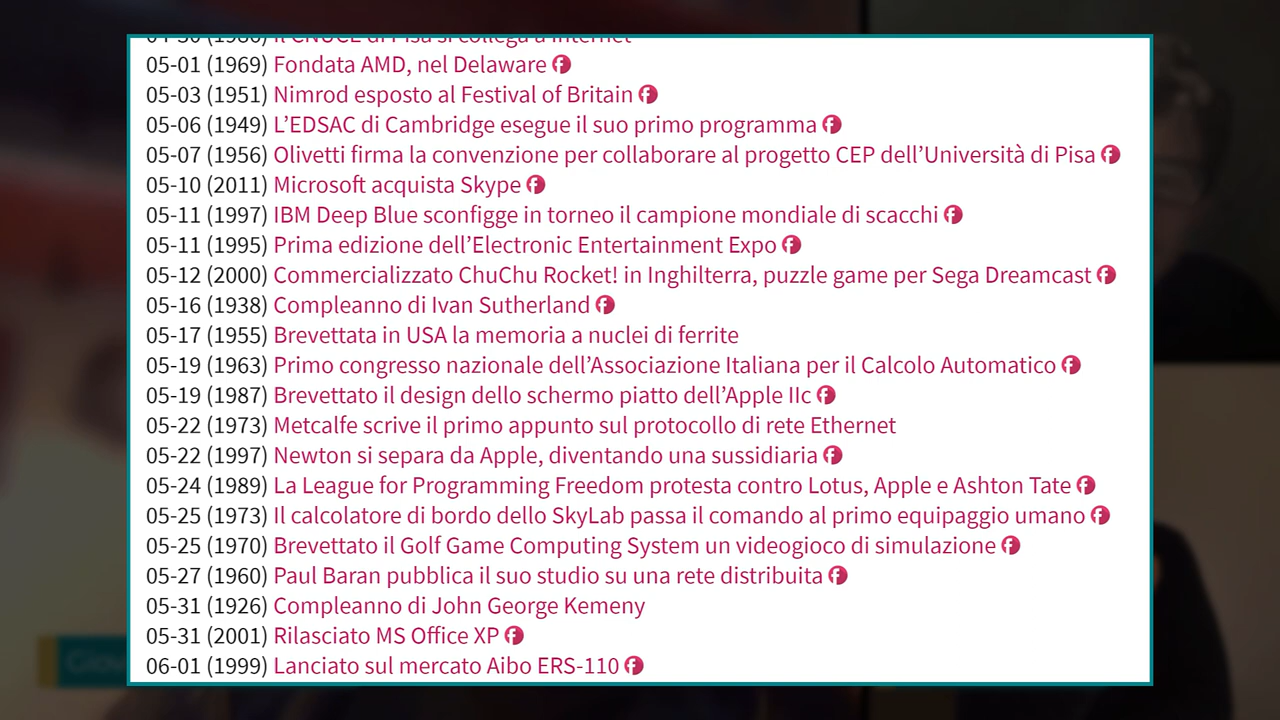 04-30 (1986) Il CNUCE di Pisa si collega a Internet
05-01 (1969) Fondata AMD, nel Delaware
05-03 (1951) Nimrod esposto al Festival of Britain
05-06 (1949) L’EDSAC di Cambridge esegue il suo primo programma
05-07 (1956) Olivetti firma la convenzione per collaborare al progetto CEP dell’Università di Pisa
05-10 (2011) Microsoft acquista Skype
05-11 (1997) IBM Deep Blue sconfigge in torneo il campione mondiale di scacchi
05-11 (1995) Prima edizione dell’Electronic Entertainment Expo
05-12 (2000) Commercializzato ChuChu Rocket! in Inghilterra, puzzle game per Sega Dreamcast
05-16 (1938) Compleanno di Ivan Sutherland
05-17 (1955) Brevettata in USA la memoria a nuclei di ferrite
05-19 (1963) Primo congresso nazionale dell’Associazione Italiana per il Calcolo Automatico
05-19 (1987) Brevettato il design dello schermo piatto dell’Apple IIc
05-22 (1973) Metcalfe scrive il primo appunto sul protocollo di rete Ethernet
05-22 (1997) Newton si separa da Apple, diventando una sussidiaria
05-24 (1989) La League for Programming Freedom protesta contro Lotus, Apple e Ashton Tate
05-25 (1973) Il calcolatore di bordo dello SkyLab passa il comando al primo equipaggio umano
05-25 (1970) Brevettato il Golf Game Computing System un videogioco di simulazione
05-27 (1960) Paul Baran pubblica il suo studio su una rete distribuita
05-31 (1926) Compleanno di John George Kemeny
05-31 (2001) Rilasciato MS Office XP
06-01 (1999) Lanciato sul mercato Aibo ERS-110